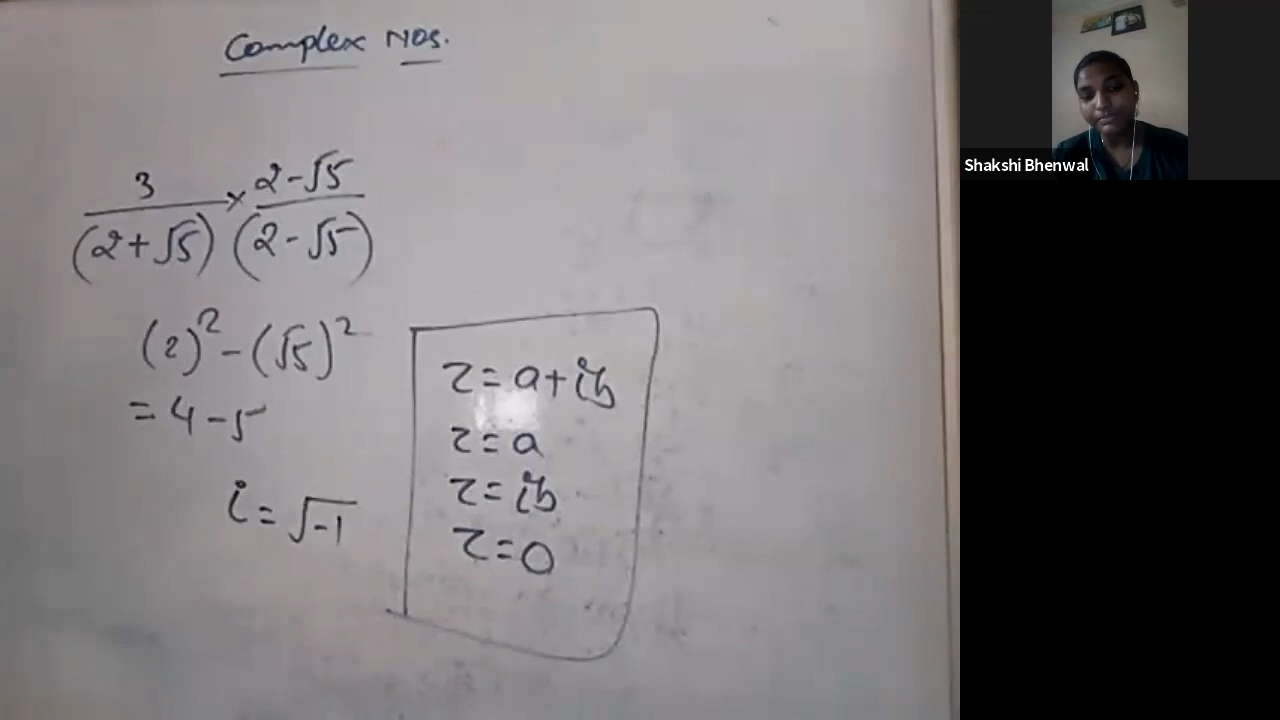 Complex Nos.
3/(2+√5) × 2-√5/(2-√5)
(2)² - (√5)²
= 4-5
i = √-1
z = a+ib
z = a
z = ib
z = 0
Shakshi Bhenwal